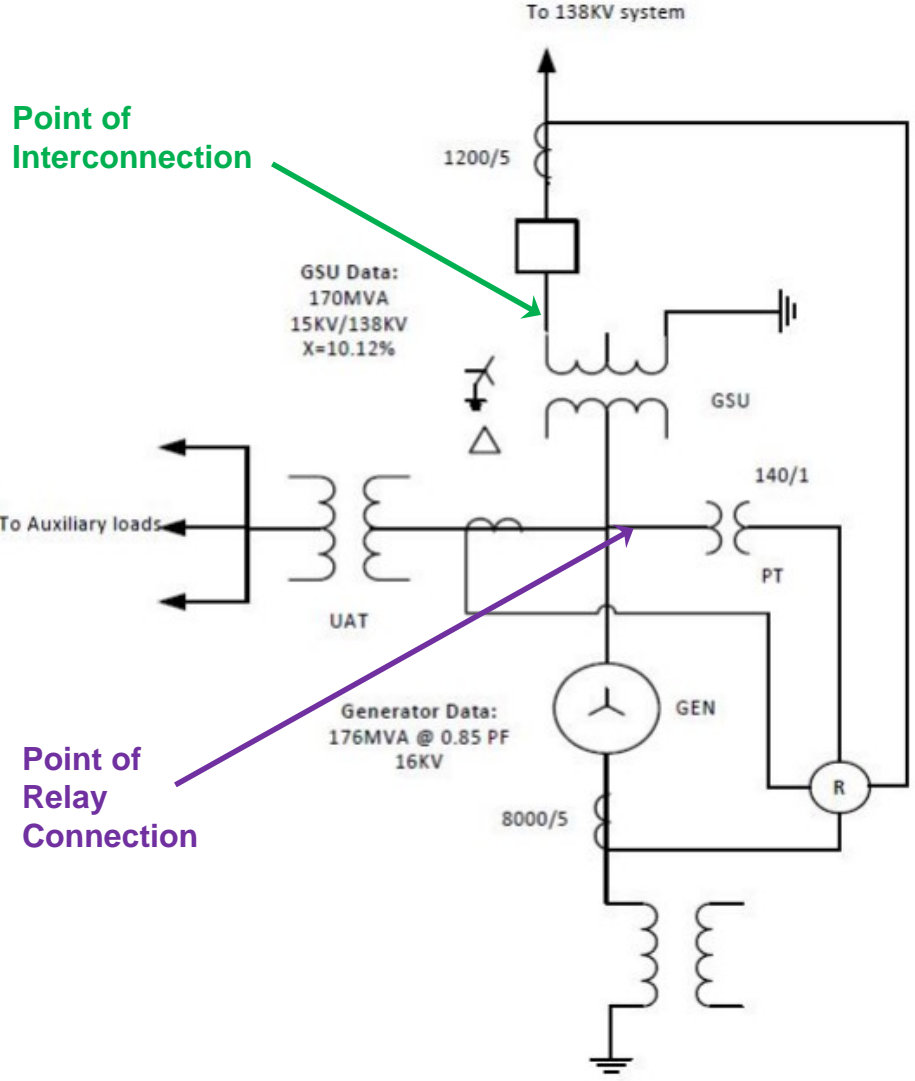 To 138KV system
Point of
Interconnection
1200/5
GSU Data:
170MVA
15KV/138KV
X=10.12%
GSU
140/1
To Auxiliary loads
PT
UAT
Generator Data:
176MVA @ 0.85 PF
16KV
GEN
Point of
Relay
Connection
R
8000/5